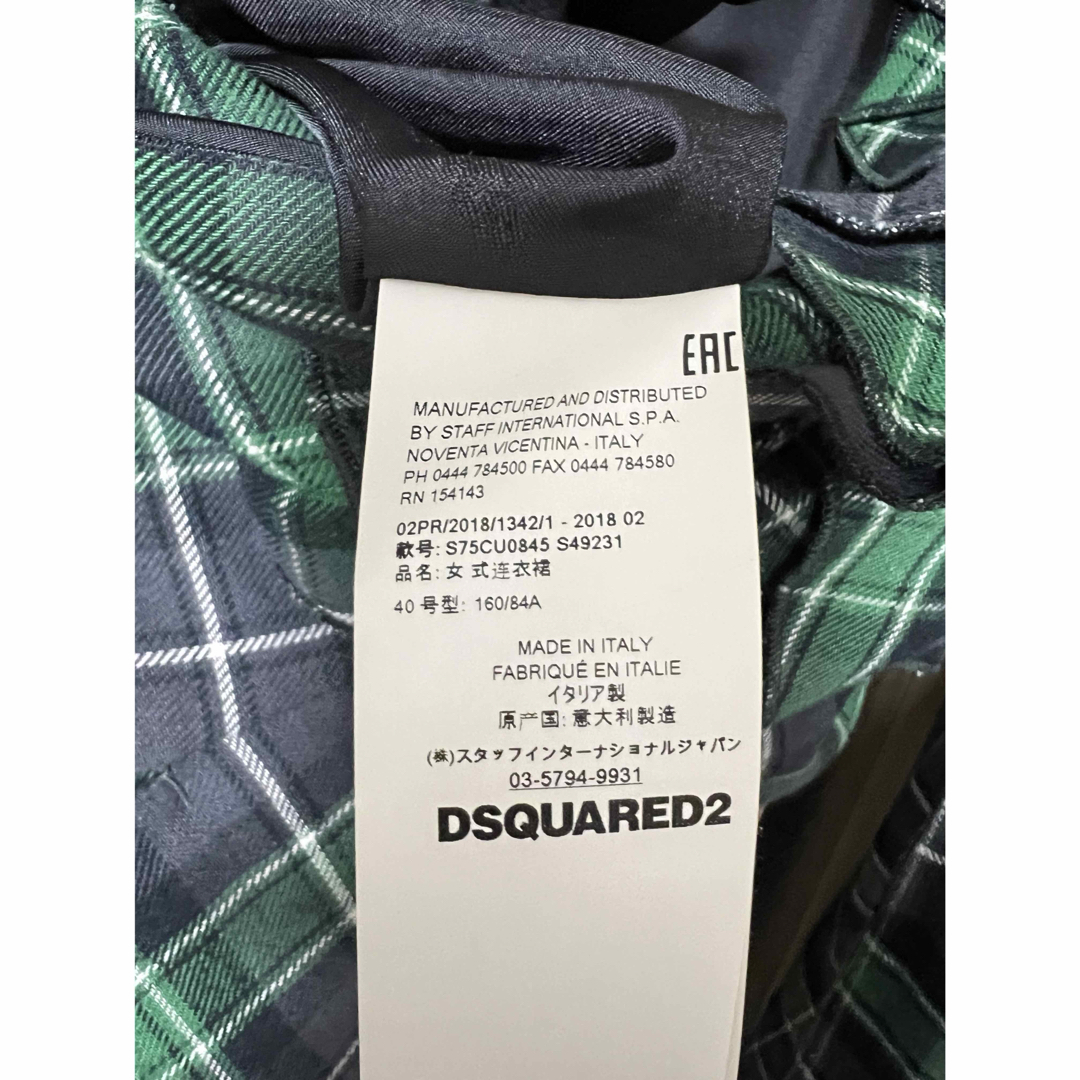 EAC
MANUFACTURED AND DISTRIBUTED
BY STAFF INTERNATIONAL S.P.A.
NOVENTA VICENTINA - ITALY
PH 0444 784500 FAX 0444 784580
RN 154143
02PR/2018/1342/1 - 2018 02
款号: S75CU0845 S49231
品名: 女 式连衣裙
40 号型: 160/84A
MADE IN ITALY
FABRIQUÉ EN ITALIE
イタリア製
原产国: 意大利製造
(株)スタッフインターナショナルジャパン
03-5794-9931
DSQUARED2